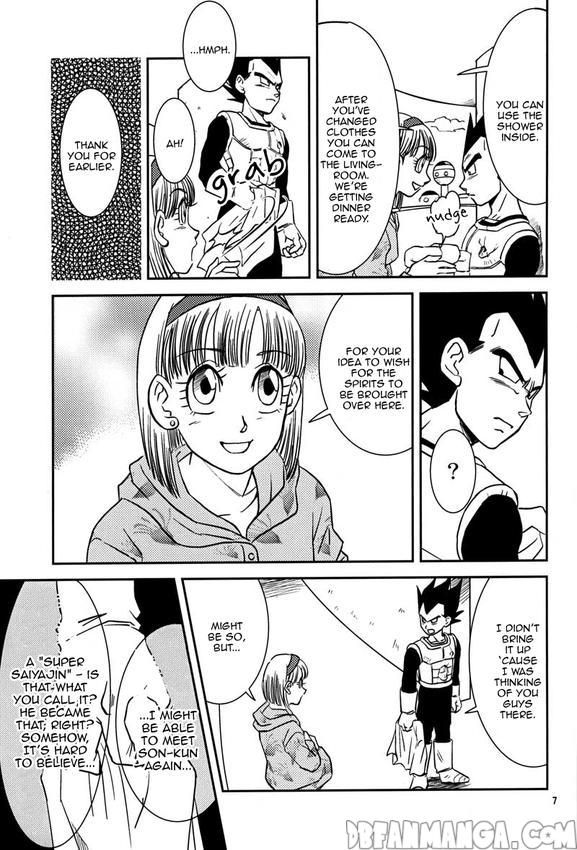 YOU CAN
USE THE
SHOWER
INSIDE.
AFTER
YOU'VE
CHANGED
CLOTHES
YOU CAN
COME TO
THE LIVING-
ROOM.
WE'RE
GETTING
DINNER
READY.
nudge
...HMPH.
AH!
grab
THANK
YOU FOR
EARLIER.
?
FOR YOUR
IDEA TO WISH
FOR THE
SPIRITS TO
BE BROUGHT
OVER HERE.
I DIDN'T
BRING
IT UP
'CAUSE I
WAS
THINKING
OF YOU
GUYS
THERE.
MIGHT
BE SO,
BUT...
...I MIGHT
BE ABLE
TO MEET
SON-KUN
AGAIN...
A "SUPER
SAIYAJIN" - IS
THAT WHAT
YOU CALL IT?
HE BECAME
THAT, RIGHT?
SOMEHOW,
IT'S HARD
TO BELIEVE...
7
DBFANMANGA.COM